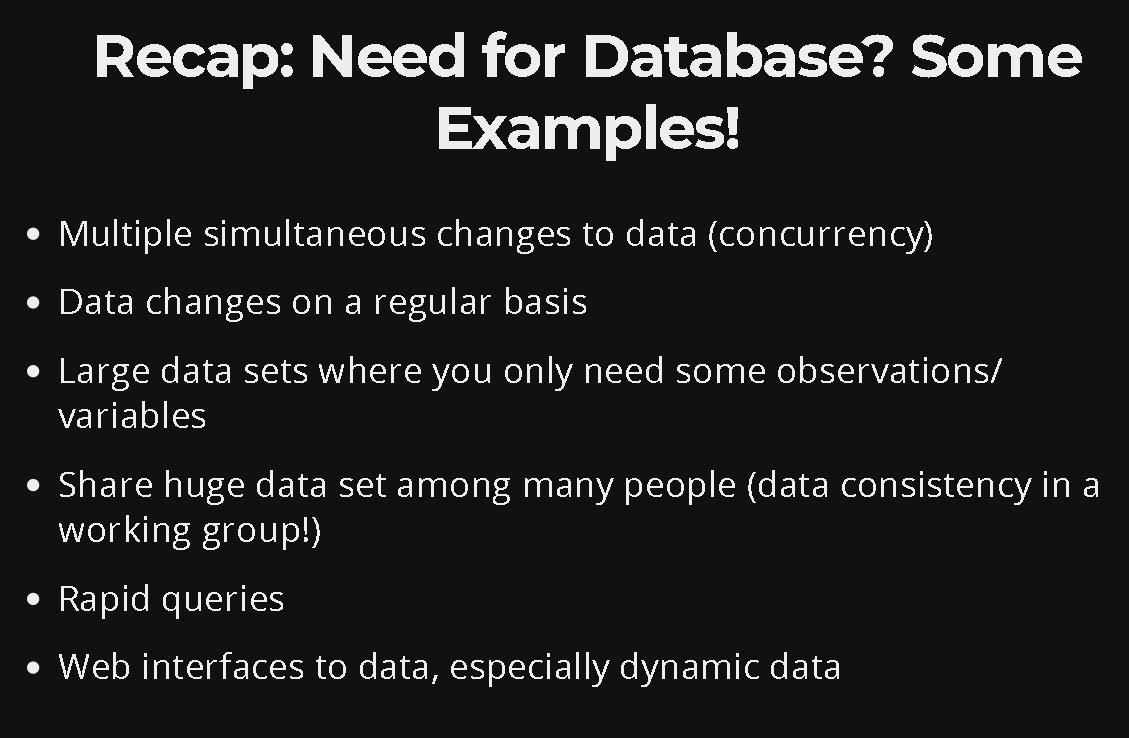 Recap: Need for Database? Some
Examples!
• Multiple simultaneous changes to data (concurrency)
• Data changes on a regular basis
• Large data sets where you only need some observations/
variables
• Share huge data set among many people (data consistency in a
working group!)
• Rapid queries
• Web interfaces to data, especially dynamic data